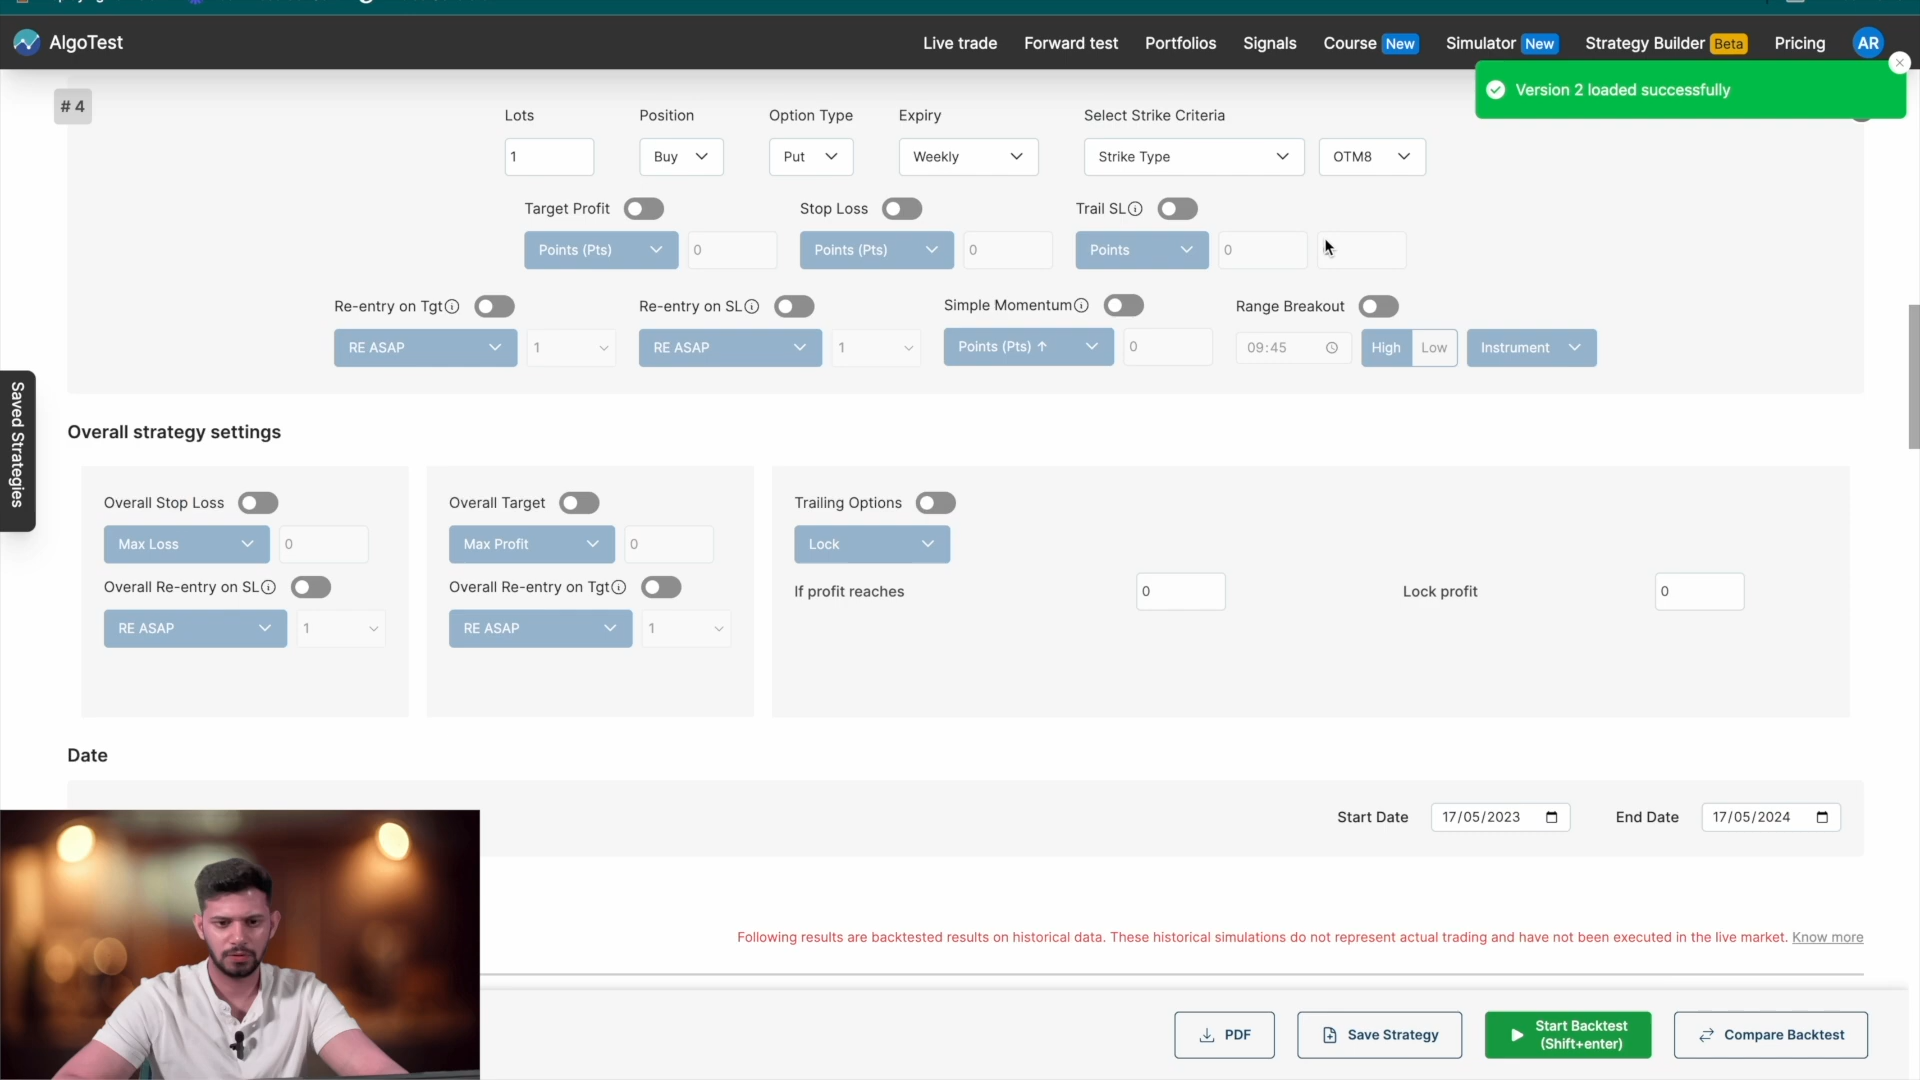 AlgoTest
Live trade
Forward test
Portfolios
Signals
Course New
Simulator New
Strategy Builder Beta
Pricing
AR
Version 2 loaded successfully
# 4
Lots
Position
Option Type
Expiry
Select Strike Criteria
1
Buy
Put
Weekly
Strike Type
OTM8
Target Profit
Stop Loss
Trail SL
Points (Pts)
0
Points (Pts)
0
Points
0
Re-entry on Tgt
Re-entry on SL
Simple Momentum
Range Breakout
RE ASAP
1
RE ASAP
1
Points (Pts) ↑
0
09:45
High
Low
Instrument
Saved Strategies
Overall strategy settings
Overall Stop Loss
Overall Target
Trailing Options
Max Loss
0
Max Profit
0
Lock
Overall Re-entry on SL
Overall Re-entry on Tgt
If profit reaches
0
Lock profit
0
RE ASAP
1
RE ASAP
1
Date
Start Date
17/05/2023
End Date
17/05/2024
Following results are backtested results on historical data. These historical simulations do not represent actual trading and have not been executed in the live market. Know more
PDF
Save Strategy
Start Backtest
(Shift+enter)
Compare Backtest